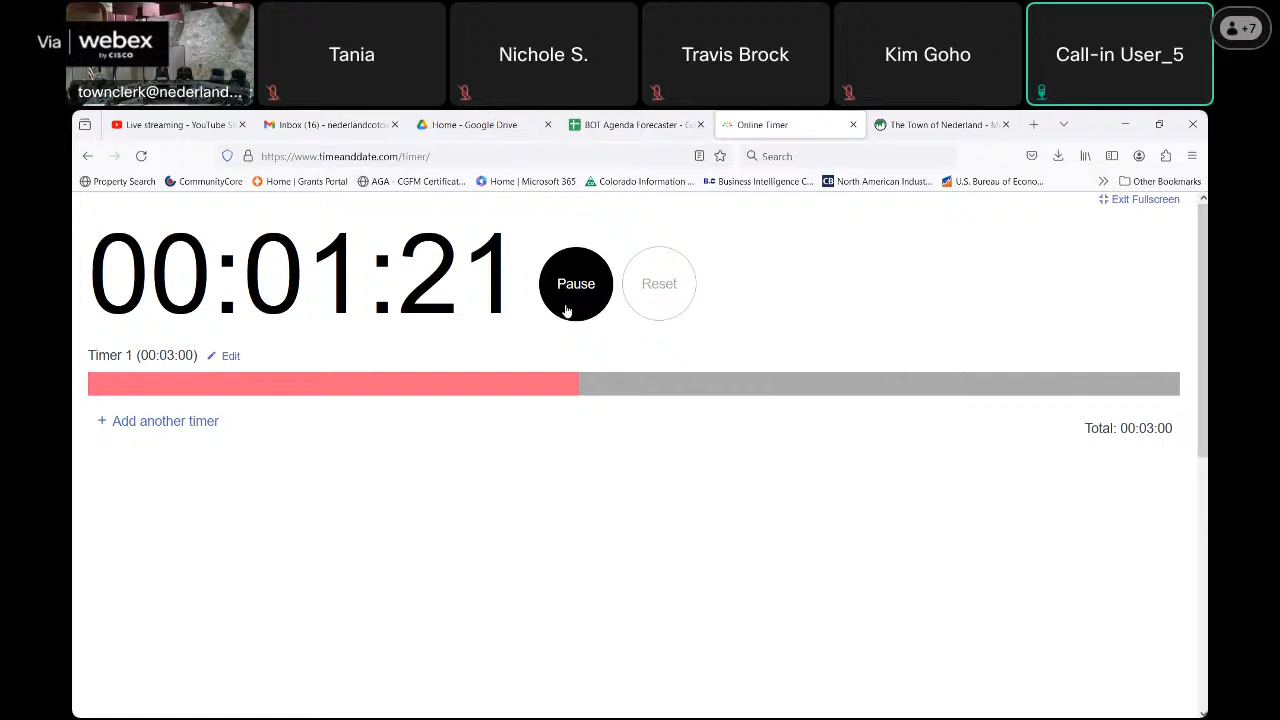 Via webex
by CISCO
townclerk@nederland...
Tania
Nichole S.
Travis Brock
Kim Goho
Call-in User_5
+7
Live streaming - YouTube S
Inbox (16) - nederlandcotov
Home - Google Drive
BOT Agenda Forecaster - Go
Online Timer
The Town of Nederland - M
https://www.timeanddate.com/timer/
Search
Property Search
CommunityCore
Home | Grants Portal
AGA - CGFM Certificat...
Home | Microsoft 365
Colorado Information ...
Business Intelligence C...
North American Indust...
U.S. Bureau of Econo...
Other Bookmarks
Exit Fullscreen
00:01:21
Pause
Reset
Timer 1 (00:03:00)
Edit
+ Add another timer
Total: 00:03:00